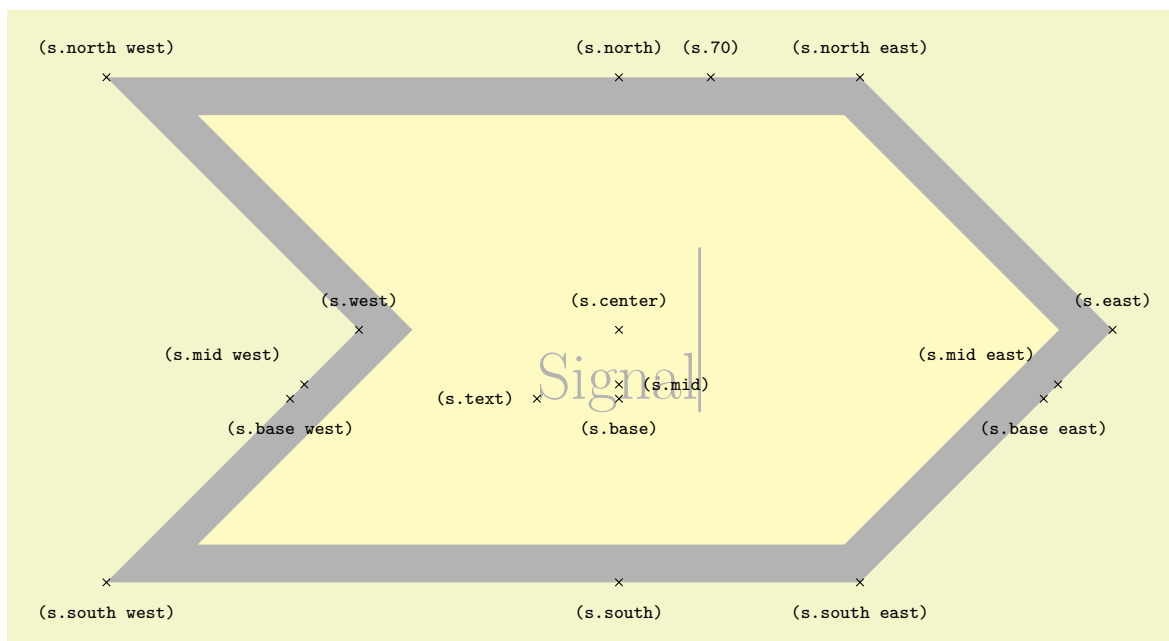 (s.north west) (s.north) (s.70) (s.north east)
(s.west) (s.center) (s.east)
(s.mid west) (s.mid east)
Signal
(s.mid)
(s.text)
(s.base west) (s.base) (s.base east)
(s.south west) (s.south) (s.south east)